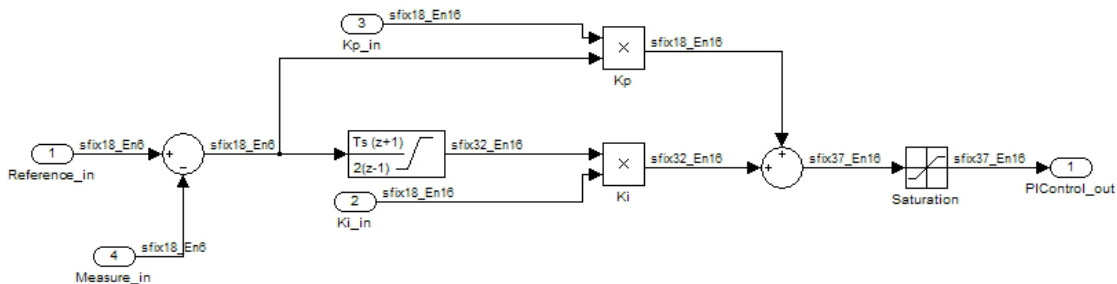 3
sfix18_En16
Kp_in
×
sfix18_En16
Kp
1
sfix18_En6
Reference_in
+
−
sfix18_En6
Ts (z+1)
2(z-1)
sfix32_En16
2
sfix18_En16
Ki_in
×
sfix32_En16
Ki
+
+
sfix37_En16
Saturation
sfix37_En16
1
PIControl_out
4
sfix18_En6
Measure_in